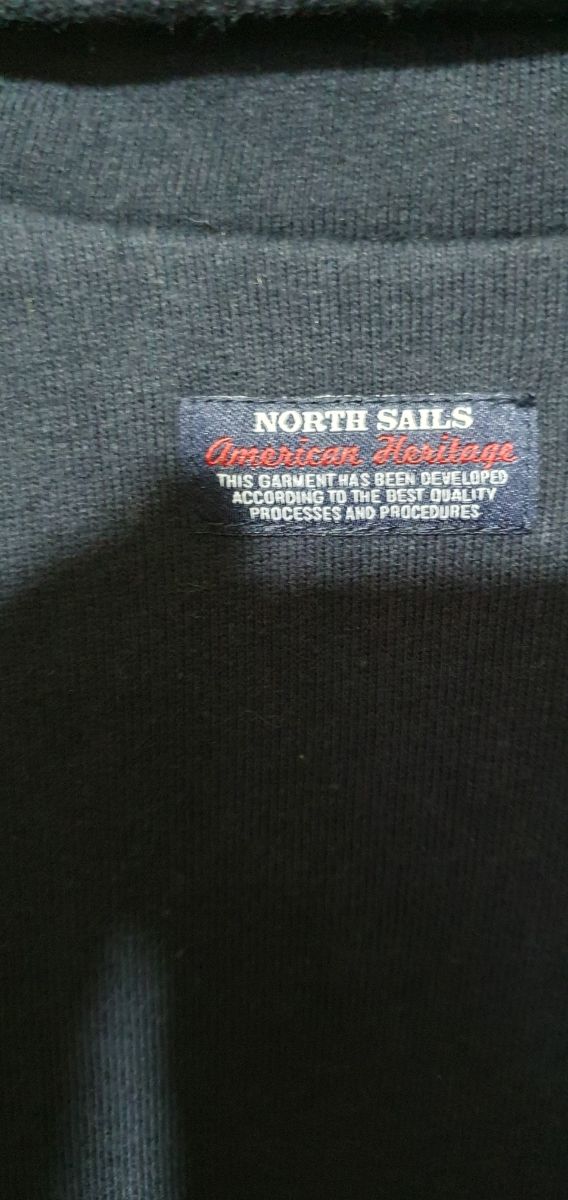 NORTH SAILS
American Heritage
THIS GARMENT HAS BEEN DEVELOPED
ACCORDING TO THE BEST QUALITY
PROCESSES AND PROCEDURES